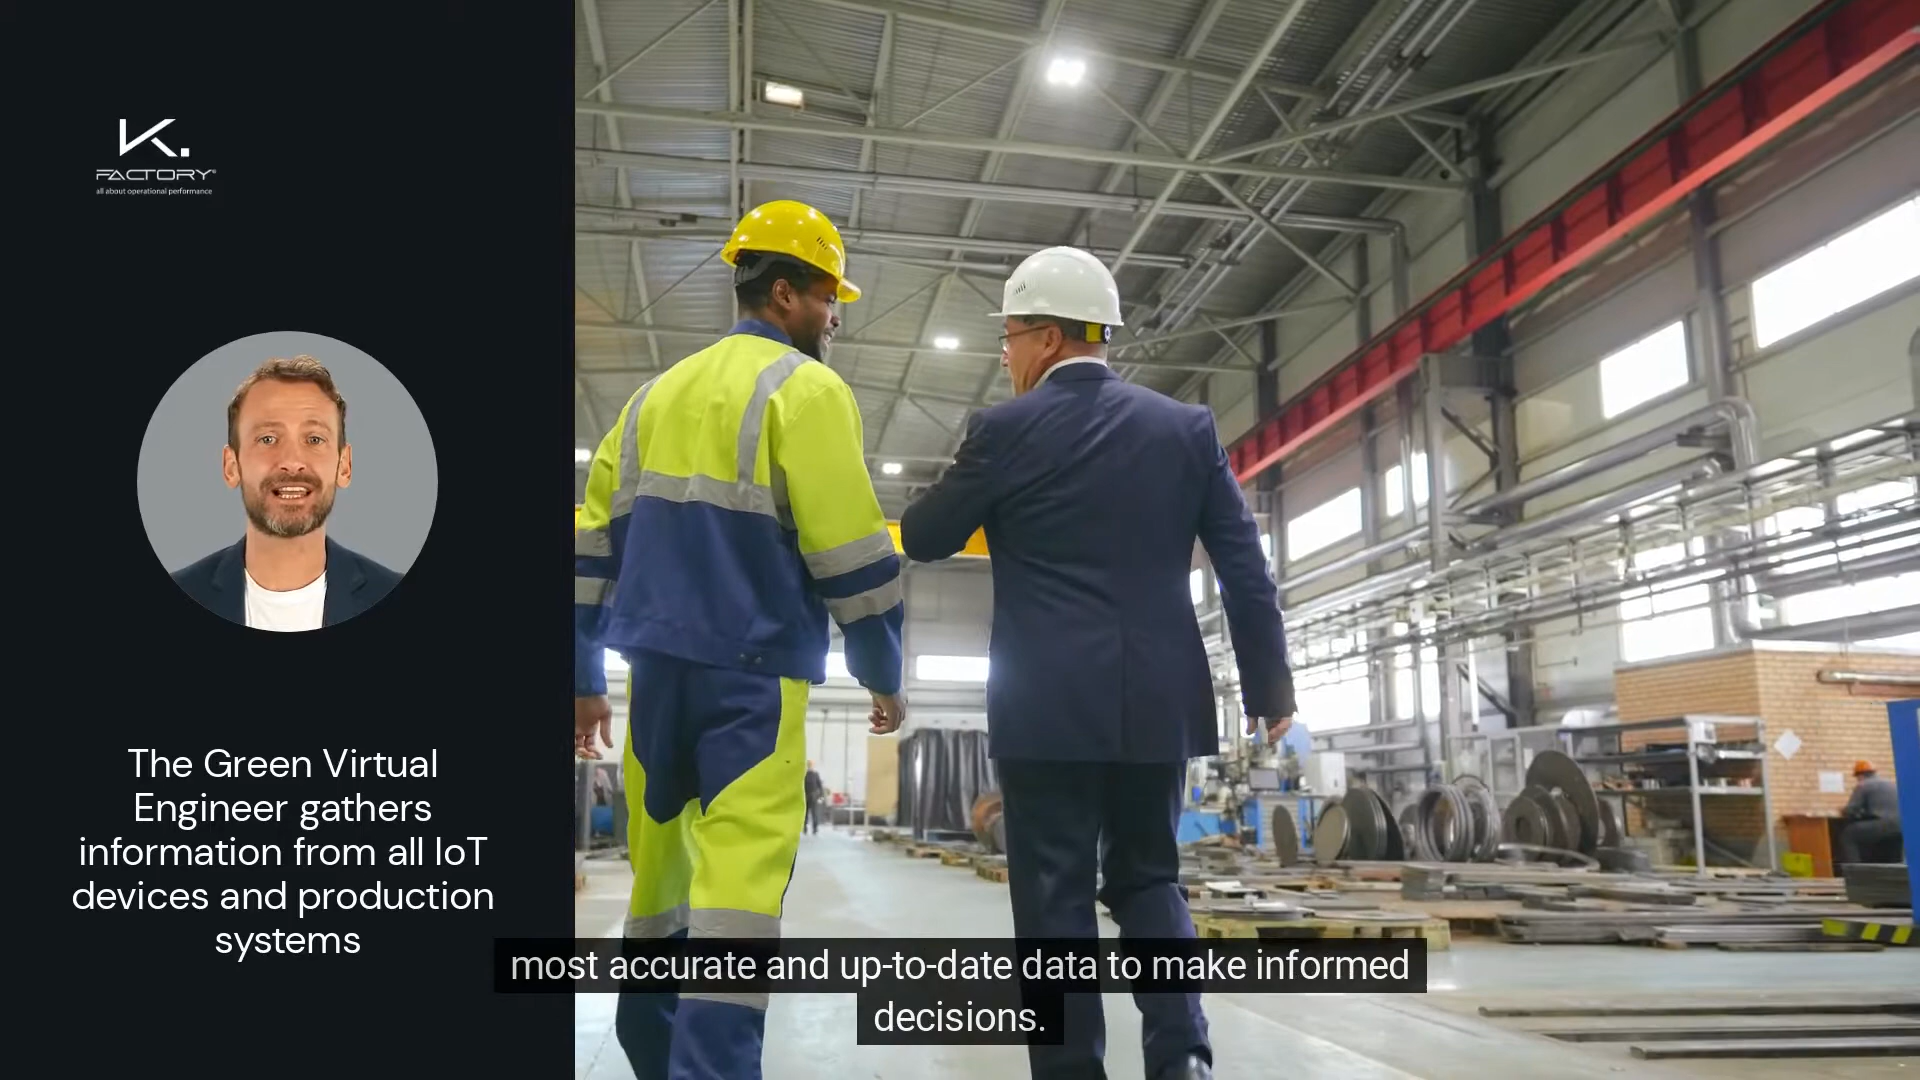 K.
FACTORY®
all about operational performance
The Green Virtual
Engineer gathers
information from all IoT
devices and production
systems
most accurate and up-to-date data to make informed
decisions.